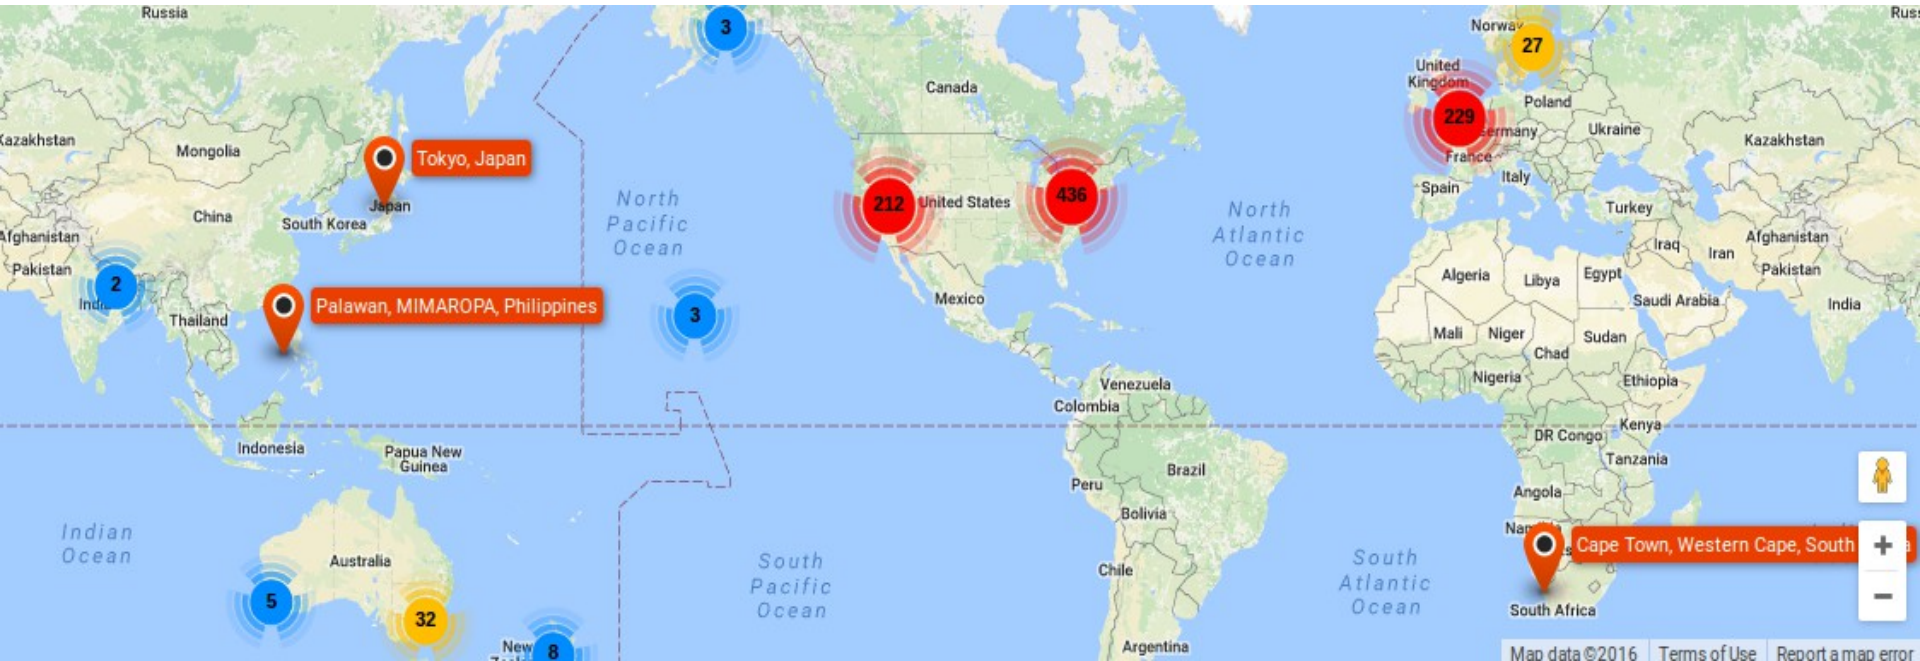 Russia
3
Canada
Norway
27
Russ
United
Kingdom
Poland
229
Germany
Ukraine
Kazakhstan
Mongolia
Tokyo, Japan
Kazakhstan
France
Italy
Spain
Japan
China
South Korea
North
Pacific
Ocean
212
United States
436
North
Atlantic
Ocean
Turkey
Afghanistan
Pakistan
Iraq
Iran
Afghanistan
Pakistan
2
Algeria
Libya
Egypt
Saudi Arabia
India
Palawan, MIMAROPA, Philippines
Thailand
3
Mexico
Mali
Niger
Chad
Sudan
Nigeria
Ethiopia
Venezuela
Colombia
Indonesia
Papua New
Guinea
Brazil
Peru
Bolivia
DR Congo
Kenya
Tanzania
Angola
Indian
Ocean
Australia
5
32
New
8
South
Pacific
Ocean
Chile
Argentina
South
Atlantic
Ocean
Cape Town, Western Cape, South
+
−
South Africa
Map data ©2016 Terms of Use Report a map error